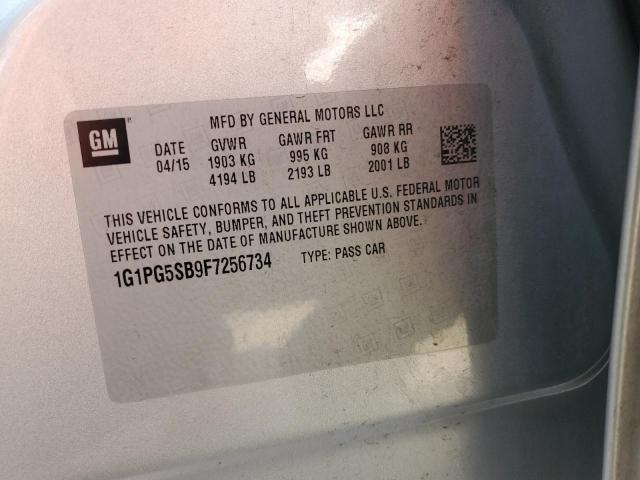 MFD BY GENERAL MOTORS LLC
GM
DATE GVWR GAWR FRT GAWR RR
04/15 1903 KG 995 KG 908 KG
4194 LB 2193 LB 2001 LB
THIS VEHICLE CONFORMS TO ALL APPLICABLE U.S. FEDERAL MOTOR
VEHICLE SAFETY, BUMPER, AND THEFT PREVENTION STANDARDS IN
EFFECT ON THE DATE OF MANUFACTURE SHOWN ABOVE.
1G1PG5SB9F7256734 TYPE: PASS CAR